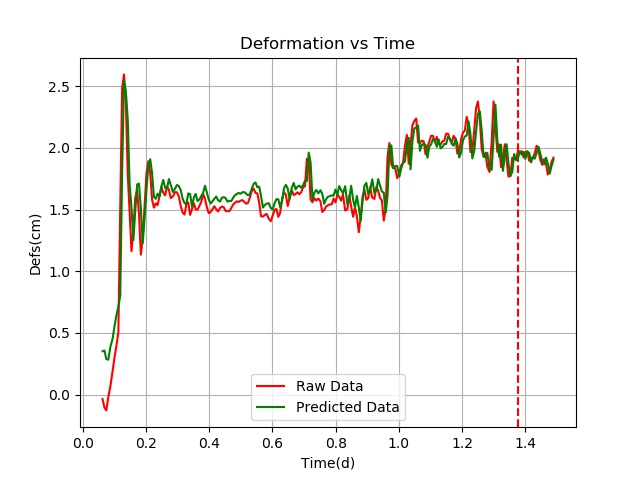 Deformation vs Time
Defs(cm)
2.5
2.0
1.5
1.0
0.5
0.0
Raw Data
Predicted Data
0.0 0.2 0.4 0.6 0.8 1.0 1.2 1.4
Time(d)